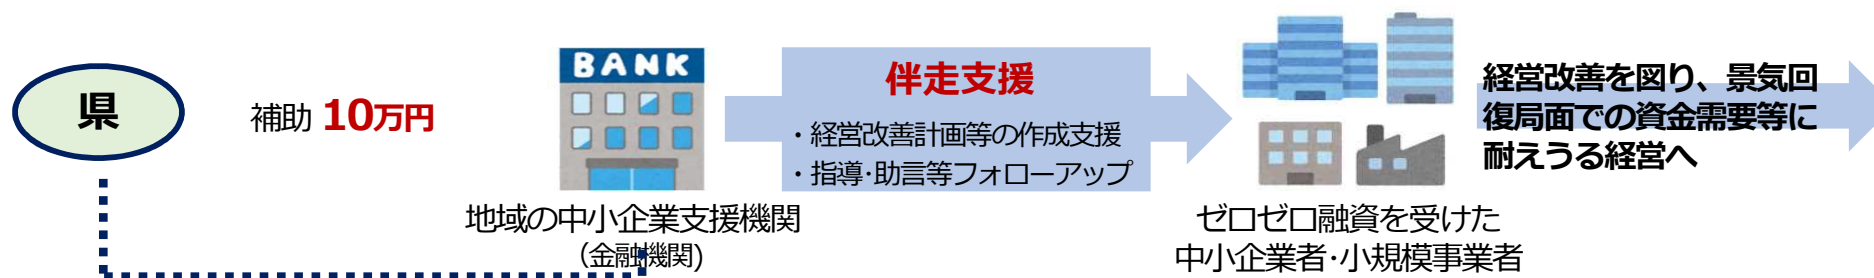 県
補助 10万円
BANK
地域の中小企業支援機関
(金融機関)
伴走支援
・経営改善計画等の作成支援
・指導・助言等フォローアップ
ゼロゼロ融資を受けた
中小企業者・小規模事業者
経営改善を図り、景気回
復局面での資金需要等に
耐えうる経営へ